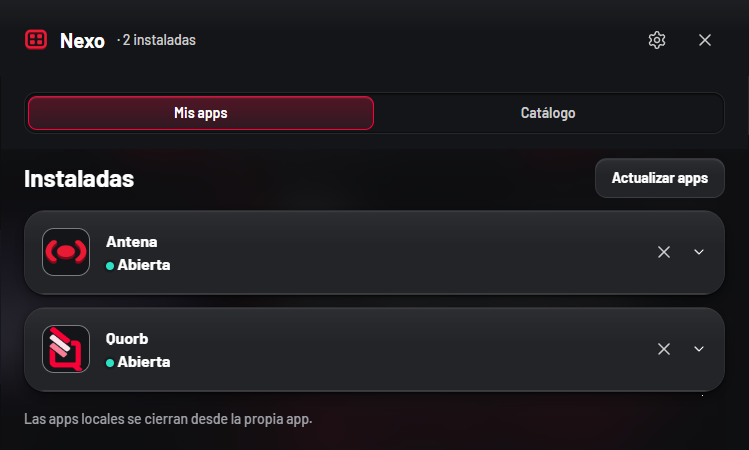 Nexo · 2 instaladas
Mis apps
Catálogo
Instaladas
Actualizar apps
Antena
Abierta
Quorb
Abierta
Las apps locales se cierran desde la propia app.